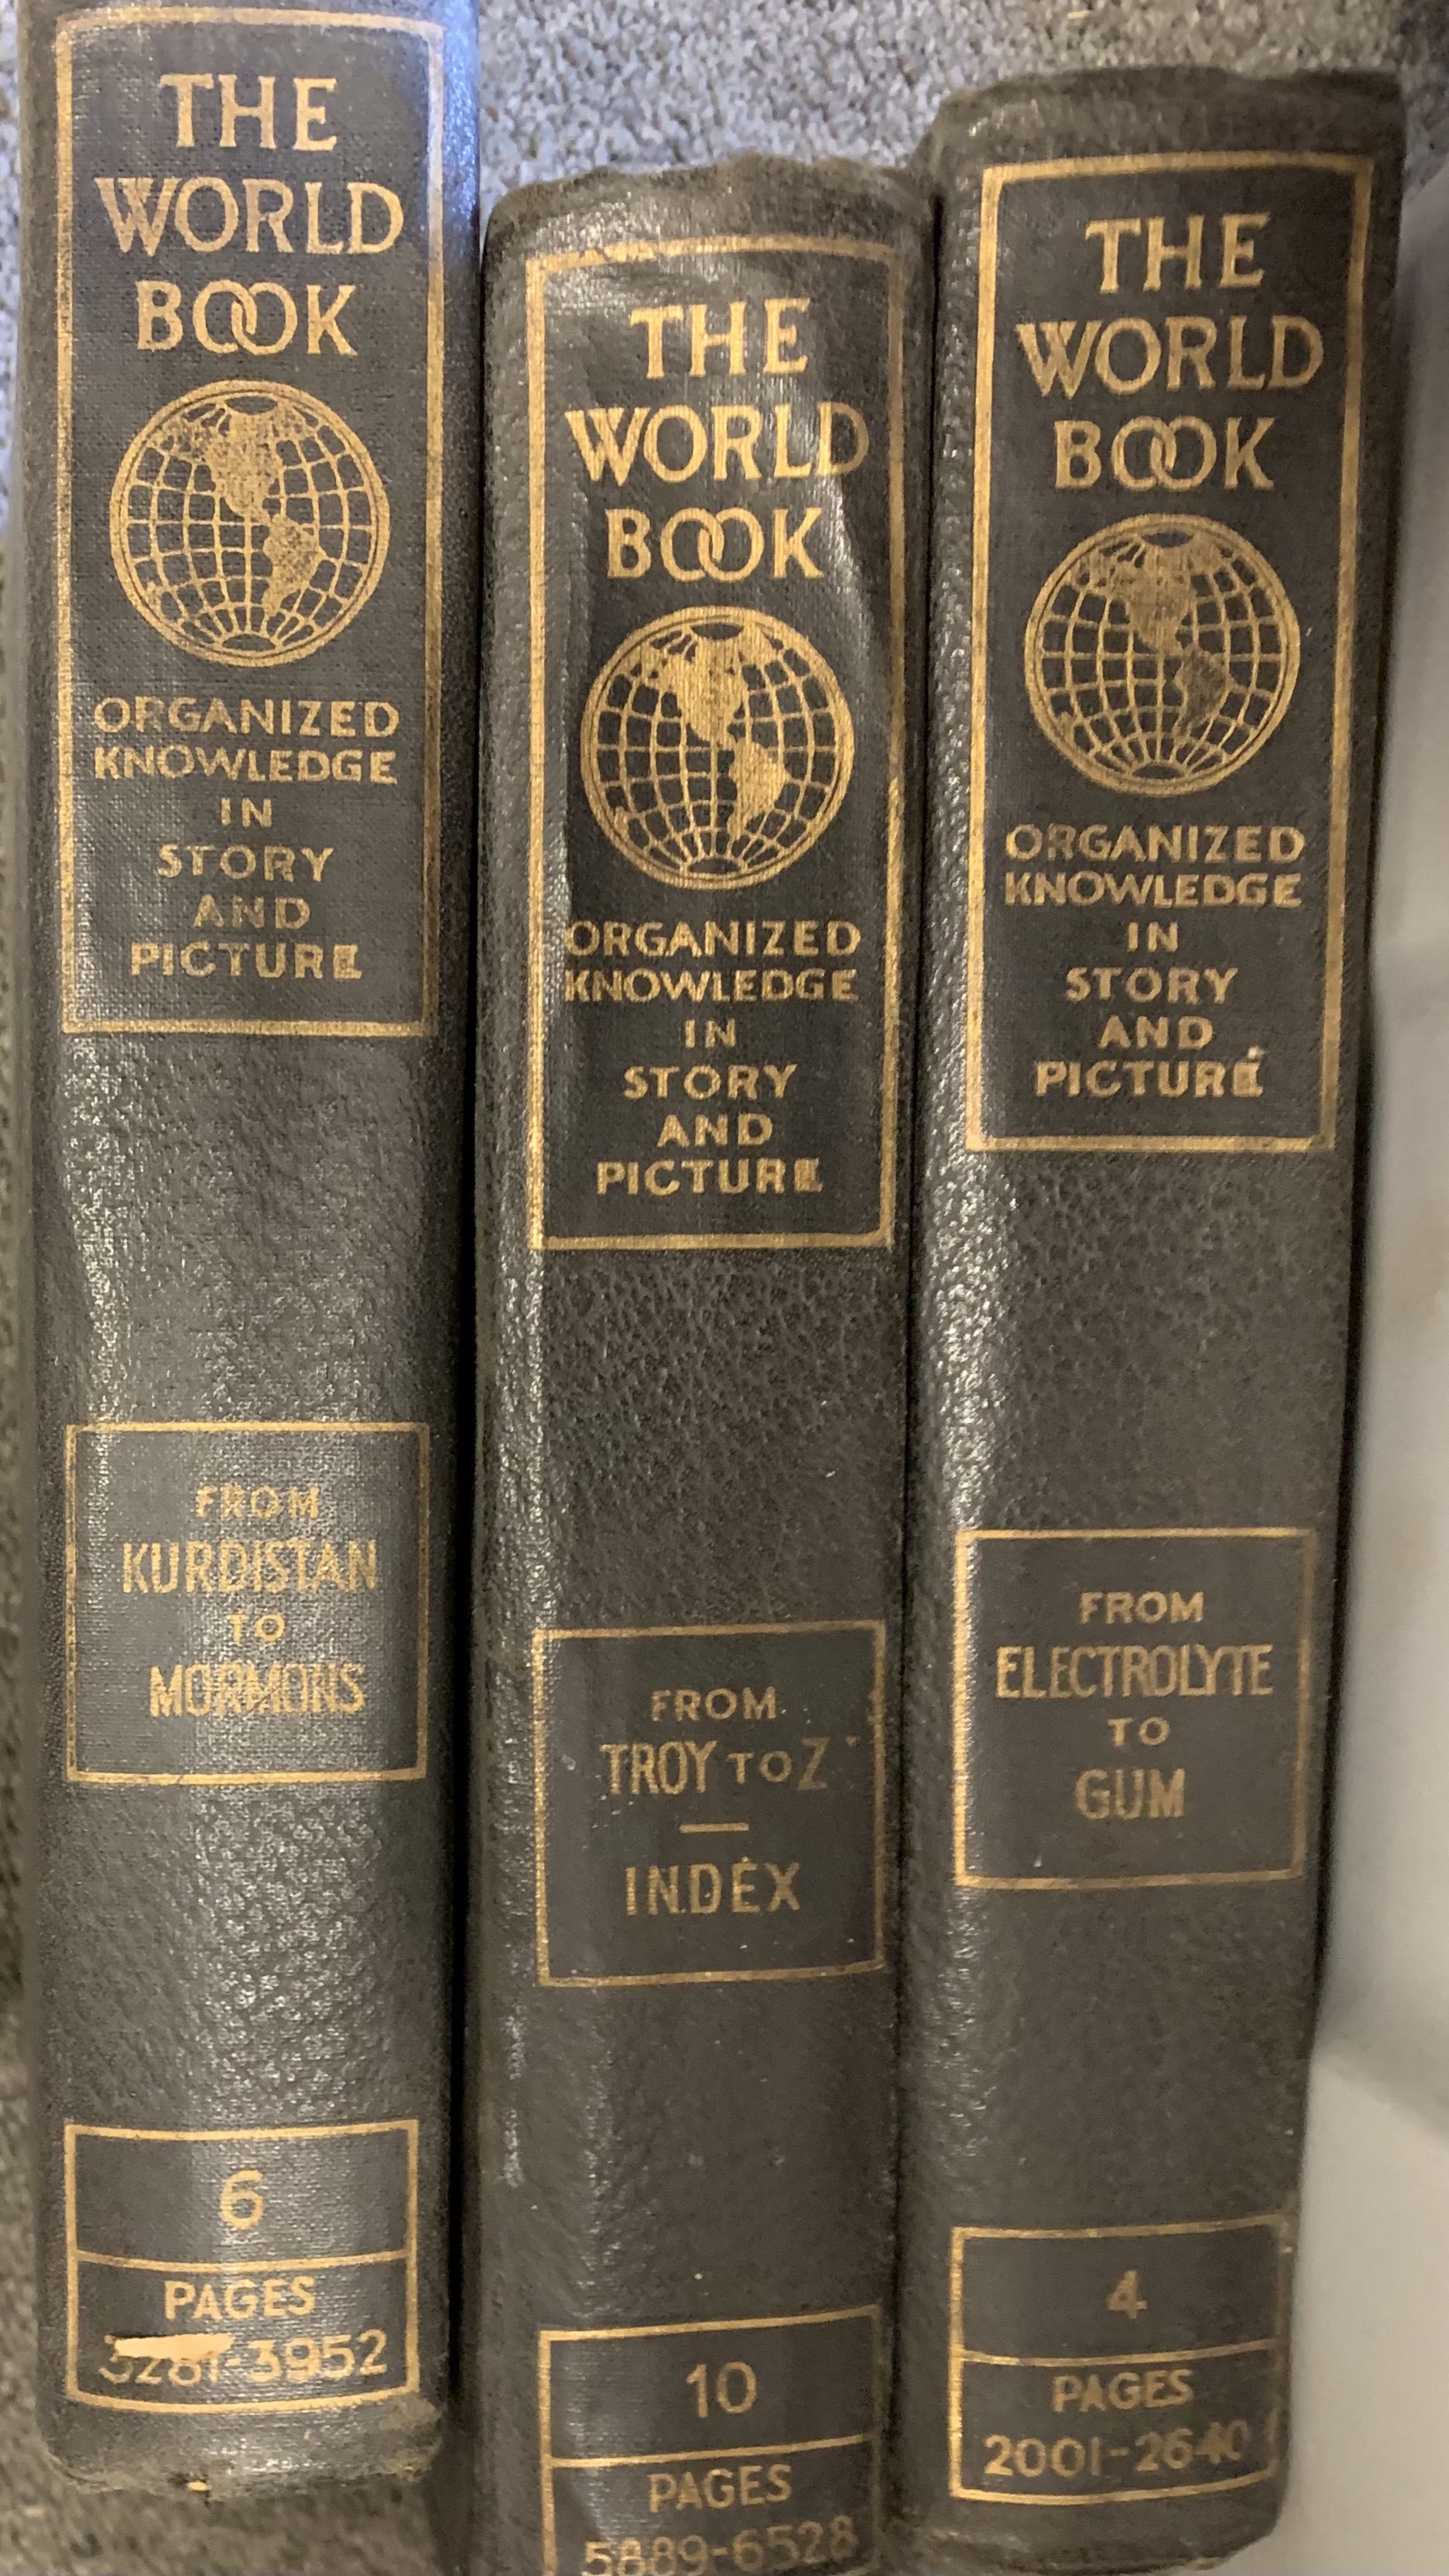 THE
WORLD
BOOK
ORGANIZED
KNOWLEDGE
IN
STORY
AND
PICTURE
FROM
KURDISTAN
TO
MORMONS
6
PAGES
3281-3952
THE
WORLD
BOOK
ORGANIZED
KNOWLEDGE
IN
STORY
AND
PICTURE
FROM
TROY TO Z
INDEX
10
PAGES
5889-6528
THE
WORLD
BOOK
ORGANIZED
KNOWLEDGE
IN
STORY
AND
PICTURE
FROM
ELECTROLYTE
TO
GUM
4
PAGES
2001-2640